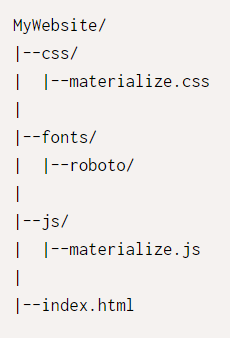 MyWebsite/
|--css/
|  |--materialize.css
|
|--fonts/
|  |--roboto/
|
|--js/
|  |--materialize.js
|
|--index.html